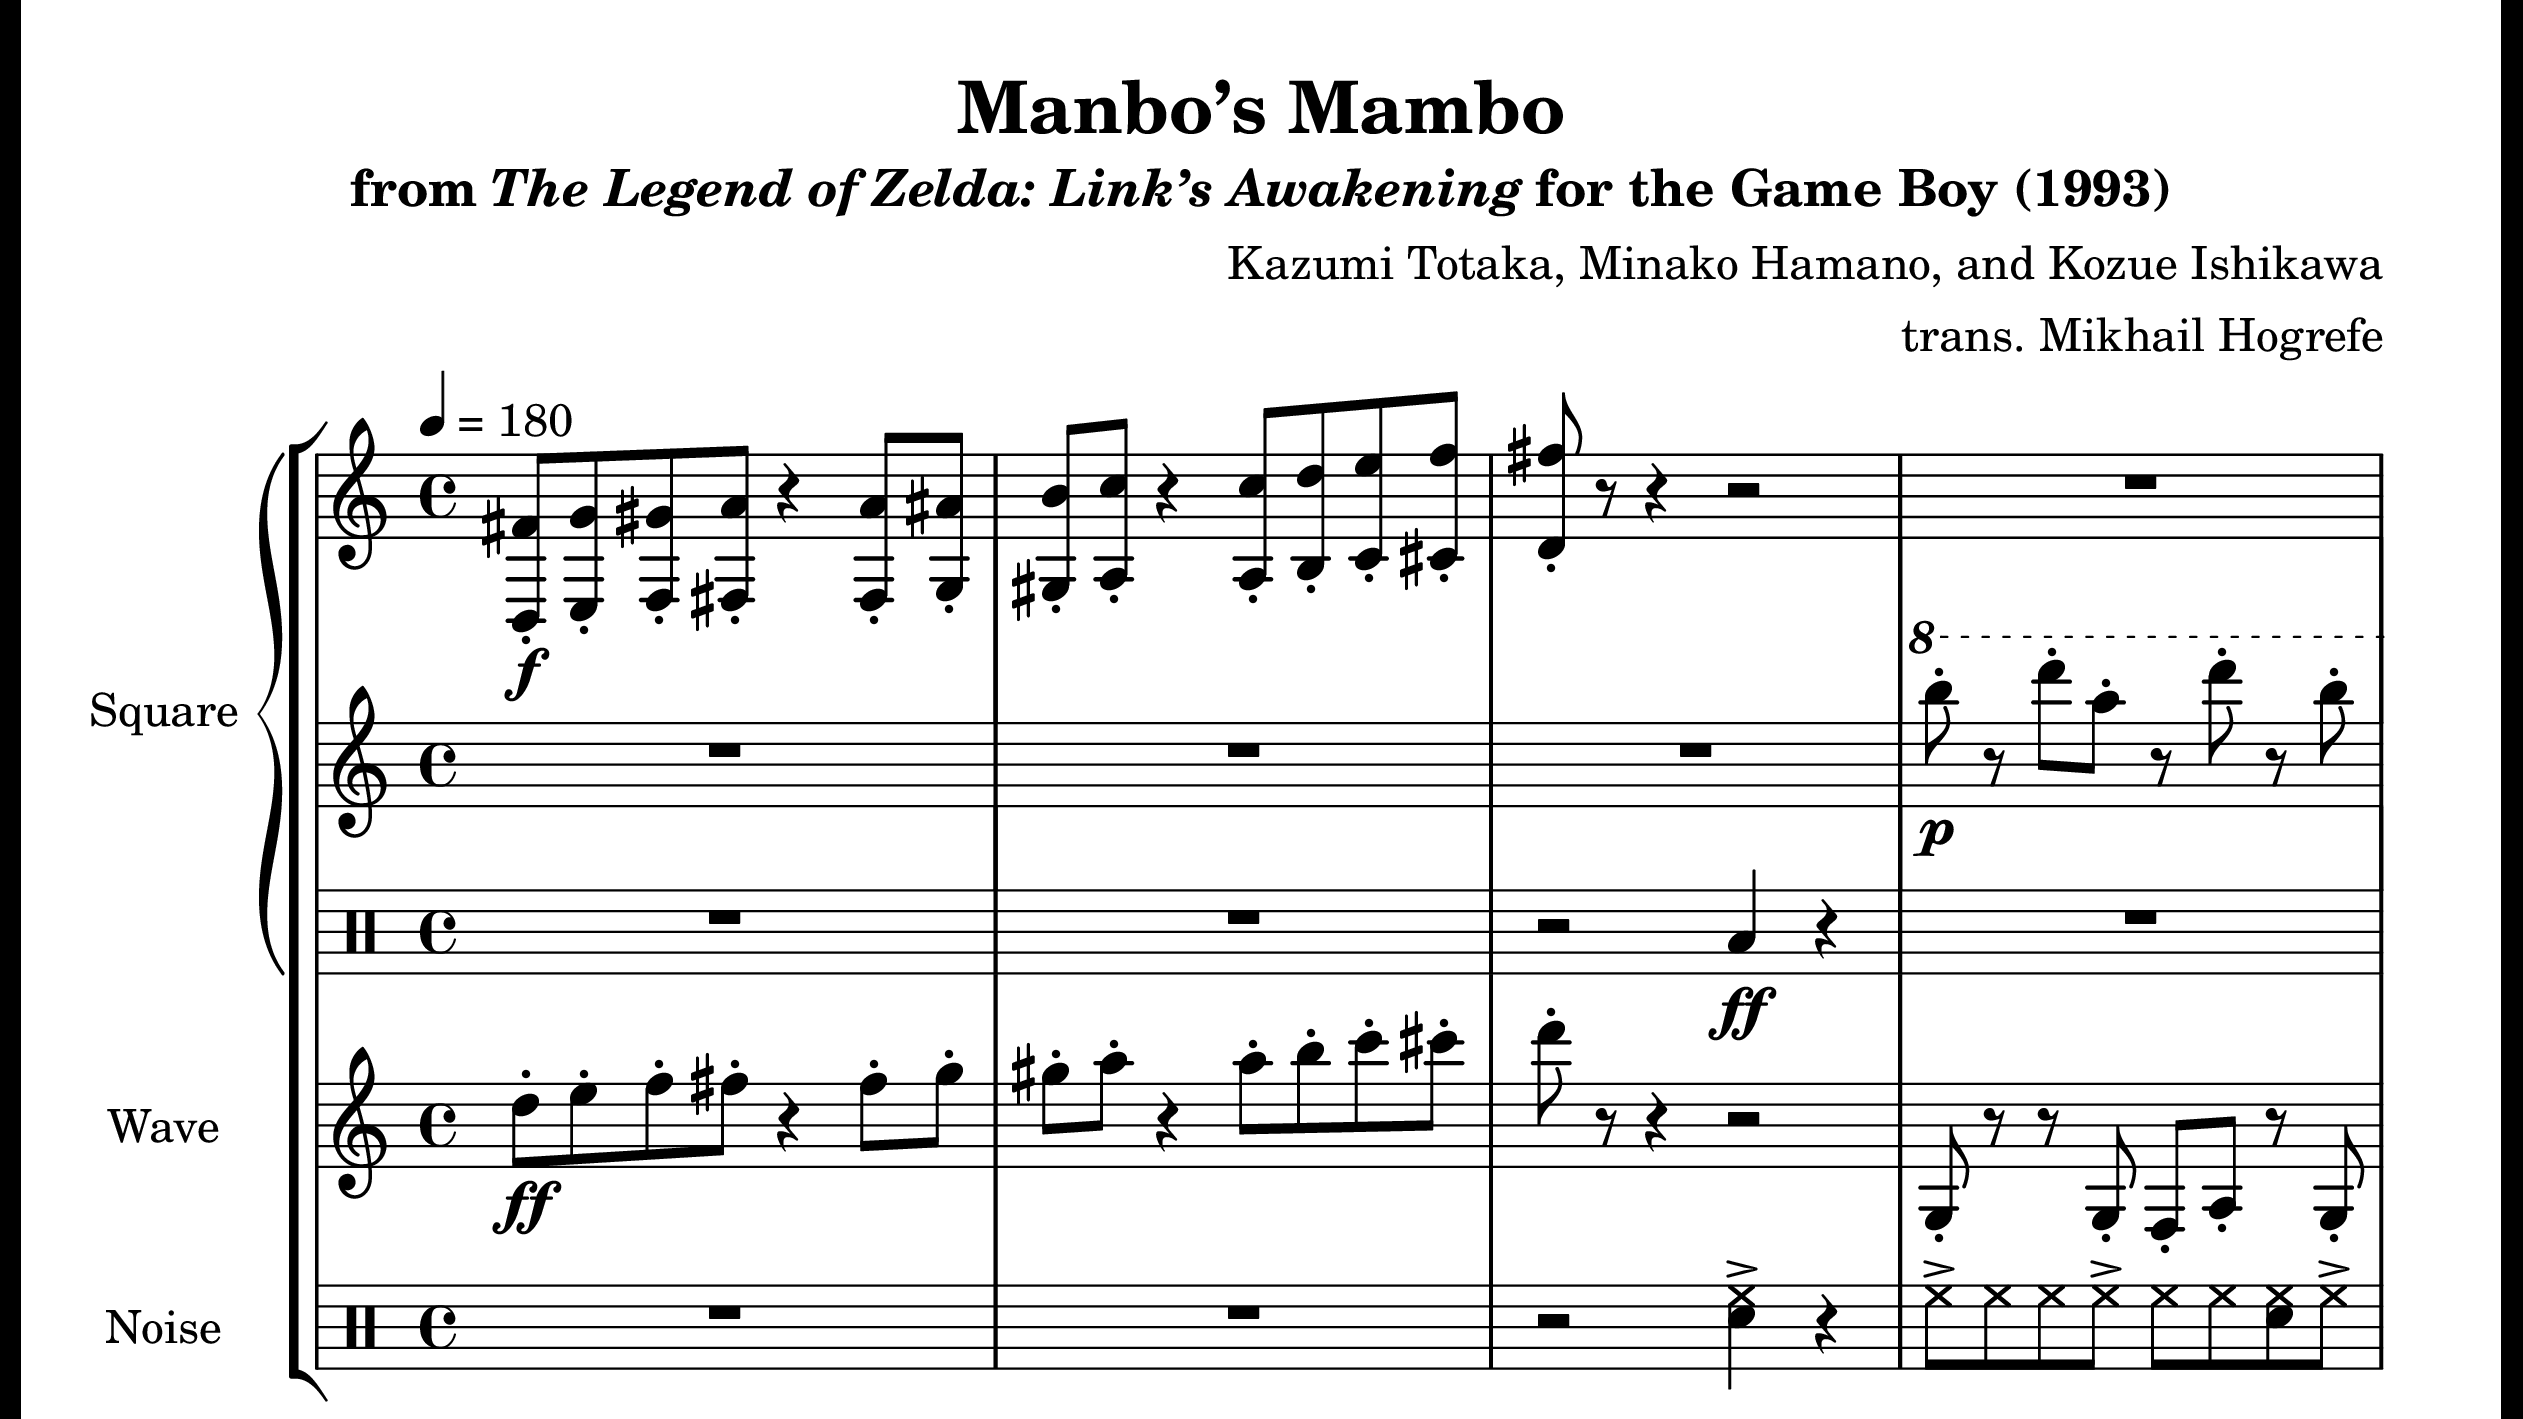 Manbo’s Mambo
from The Legend of Zelda: Link’s Awakening for the Game Boy (1993)
Kazumi Totaka, Minako Hamano, and Kozue Ishikawa
trans. Mikhail Hogrefe
= 180
f
8
Square
p
ff
Wave
ff
Noise